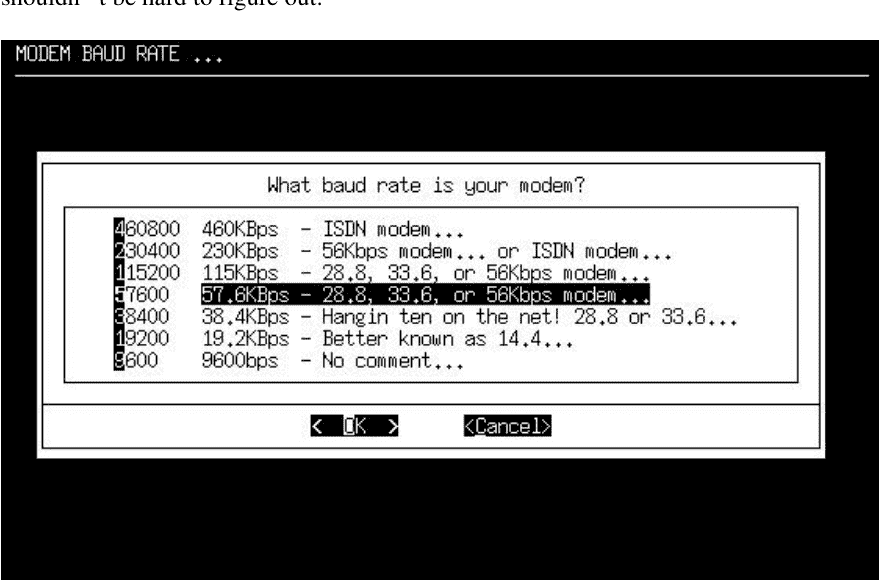 shouldn't be hard to figure out.
MODEM BAUD RATE ...
What baud rate is your modem?
460800 460KBps - ISDN modem...
230400 230KBps - 56Kbps modem... or ISDN modem...
115200 115KBps - 28.8, 33.6, or 56Kbps modem...
57600 57.6KBps - 28.8, 33.6, or 56Kbps modem...
38400 38.4KBps - Hangin ten on the net! 28.8 or 33.6...
19200 19.2KBps - Better known as 14.4...
9600 9600bps - No comment...
< OK > <Cancel>